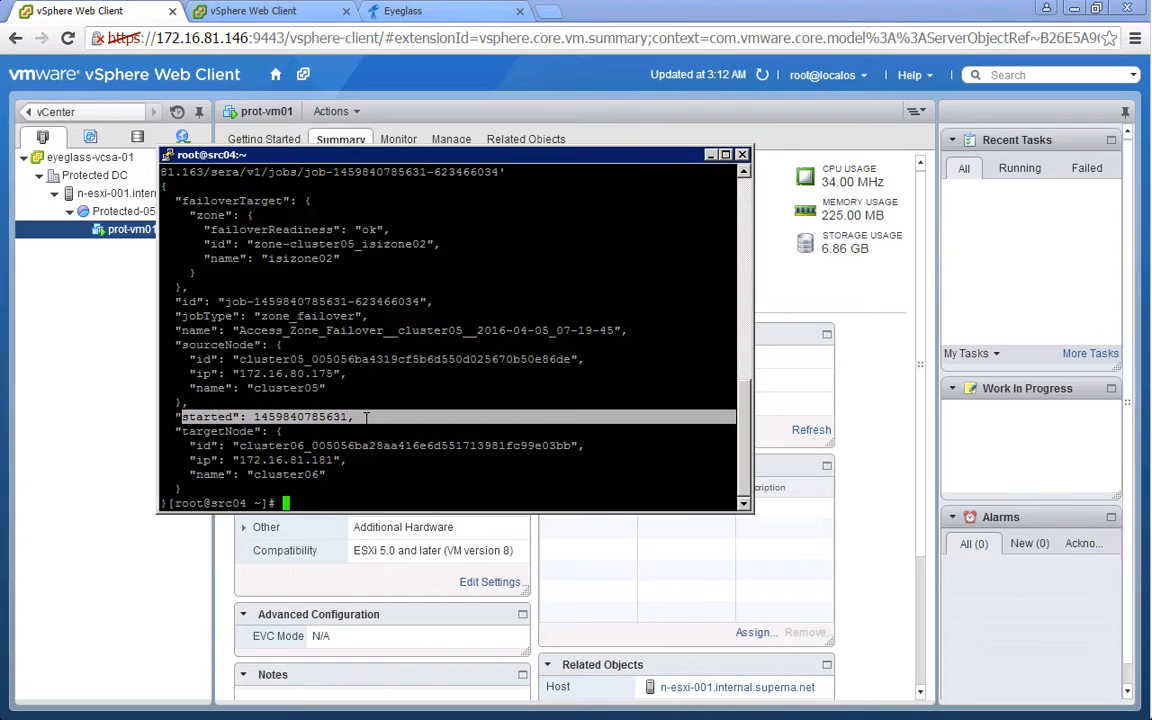 vSphere Web Client
vSphere Web Client
Eyeglass
https://172.16.81.146:9443/vsphere-client/#extensionId=vsphere.core.vm.summary;context=com.vmware.core.model%3A%3AServerObjectRef~B26E5A9
vmware vSphere Web Client
Updated at 3:12 AM
root@localos
Help
Search
vCenter
eyeglass-vcsa-01
Protected DC
n-esxi-001.intern
Protected-05
prot-vm01
prot-vm01
Actions
Getting Started
Summary
Monitor
Manage
Related Objects
root@src04:~
81.163/sera/v1/jobs/job-1459840785631-623466034'
{
"failoverTarget": {
"zone": {
"failoverReadiness": "ok",
"id": "zone-cluster05_isizone02",
"name": "isizone02"
}
},
"id": "job-1459840785631-623466034",
"jobType": "zone_failover",
"name": "Access_Zone_Failover__cluster05__2016-04-05_07-19-45",
"sourceNode": {
"id": "cluster05_005056ba4319cf5b6d550d025670b50e86de",
"ip": "172.16.80.175",
"name": "cluster05"
},
"started": 1459840785631,
"targetNode": {
"id": "cluster06_005056ba28aa416e6d551713981fc99e03bb",
"ip": "172.16.81.181",
"name": "cluster06"
}
}[root@src04 ~]#
CPU USAGE
34.00 MHz
MEMORY USAGE
225.00 MB
STORAGE USAGE
6.86 GB
Refresh
cription
Other
Additional Hardware
Compatibility
ESXi 5.0 and later (VM version 8)
Edit Settings...
Advanced Configuration
EVC Mode
N/A
Notes
Assign...
Remove...
Related Objects
Host
n-esxi-001.internal.superna.net
Recent Tasks
All
Running
Failed
My Tasks
More Tasks
Work In Progress
Alarms
All (0)
New (0)
Ackno...